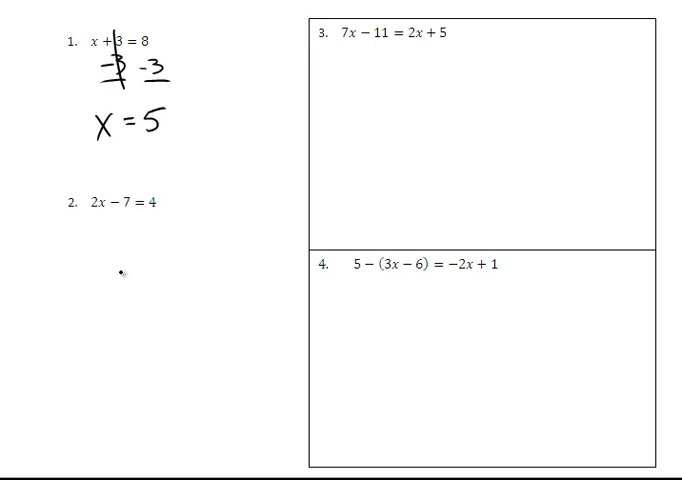 1. x + 3 = 8
-3 -3
x = 5
2. 2x − 7 = 4
3. 7x − 11 = 2x + 5
4. 5 − (3x − 6) = −2x + 1